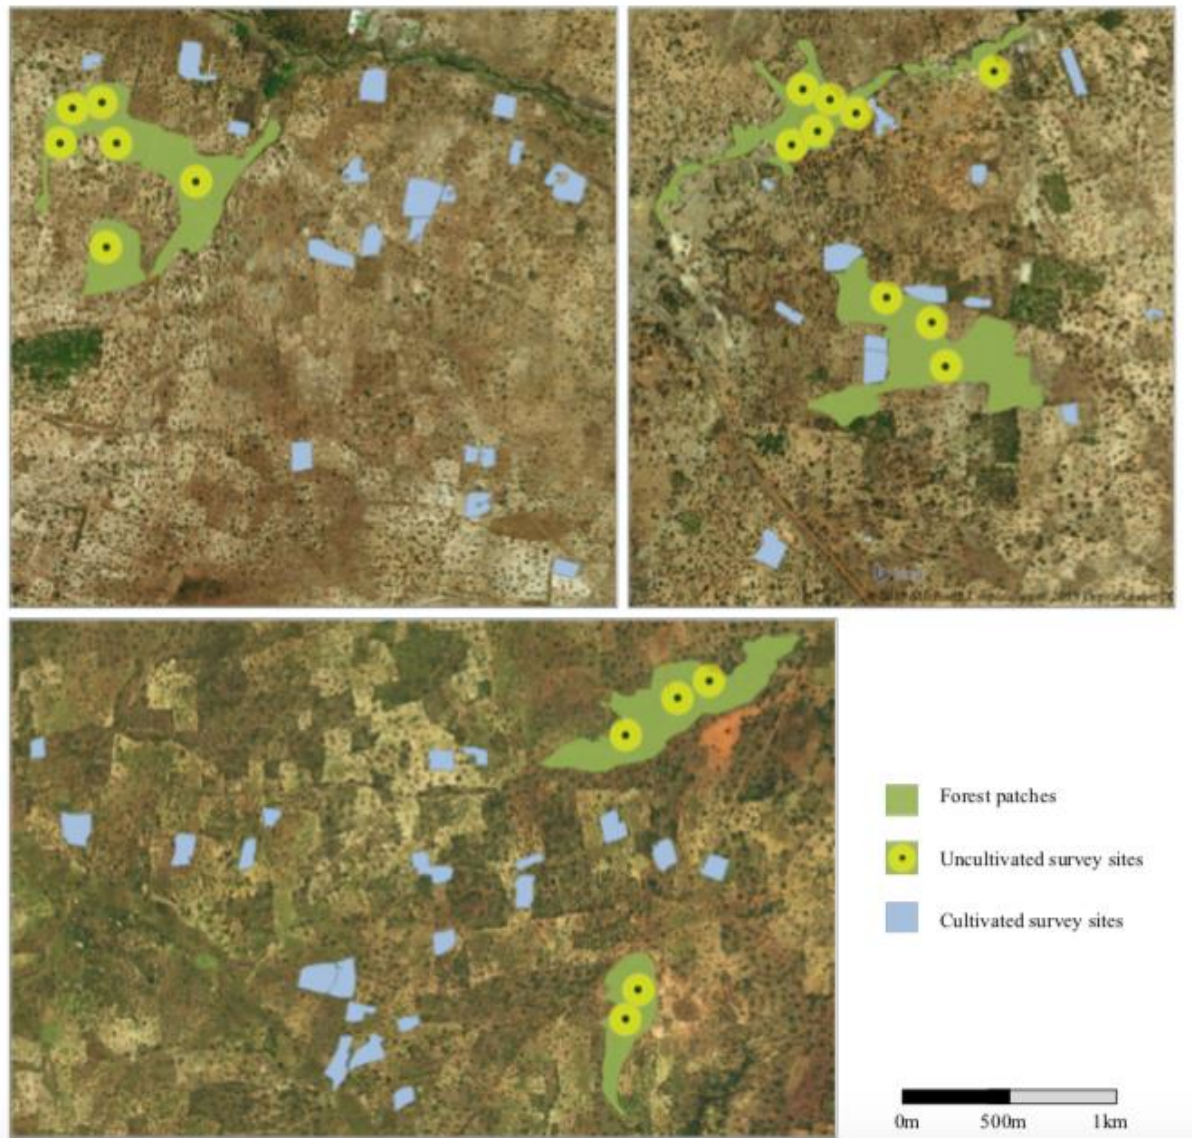 Forest patches
Uncultivated survey sites
Cultivated survey sites
0m 500m 1km